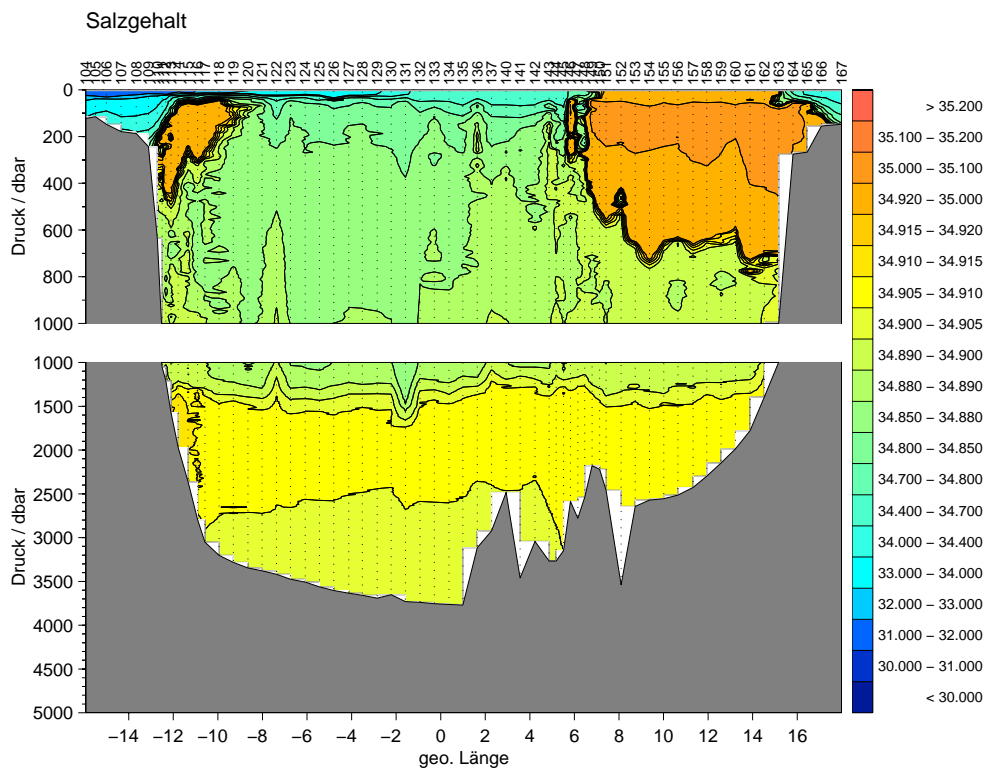 Salzgehalt
104 105 106 107 108 109 114 115 116 117 118 119 120 121 122 123 124 125 126 127 128 129 130 131 132 133 134 135 136 137 140 141 142 143 152 153 154 155 156 157 158 159 160 161 162 163 164 165 166 167
0
200
400
600
800
1000
Druck / dbar
1000
1500
2000
2500
3000
3500
4000
4500
5000
Druck / dbar
−14 −12 −10 −8 −6 −4 −2 0 2 4 6 8 10 12 14 16
geo. Länge
> 35.200
35.100 − 35.200
35.000 − 35.100
34.920 − 35.000
34.915 − 34.920
34.910 − 34.915
34.905 − 34.910
34.900 − 34.905
34.890 − 34.900
34.880 − 34.890
34.850 − 34.880
34.800 − 34.850
34.700 − 34.800
34.400 − 34.700
34.000 − 34.400
33.000 − 34.000
32.000 − 33.000
31.000 − 32.000
30.000 − 31.000
< 30.000